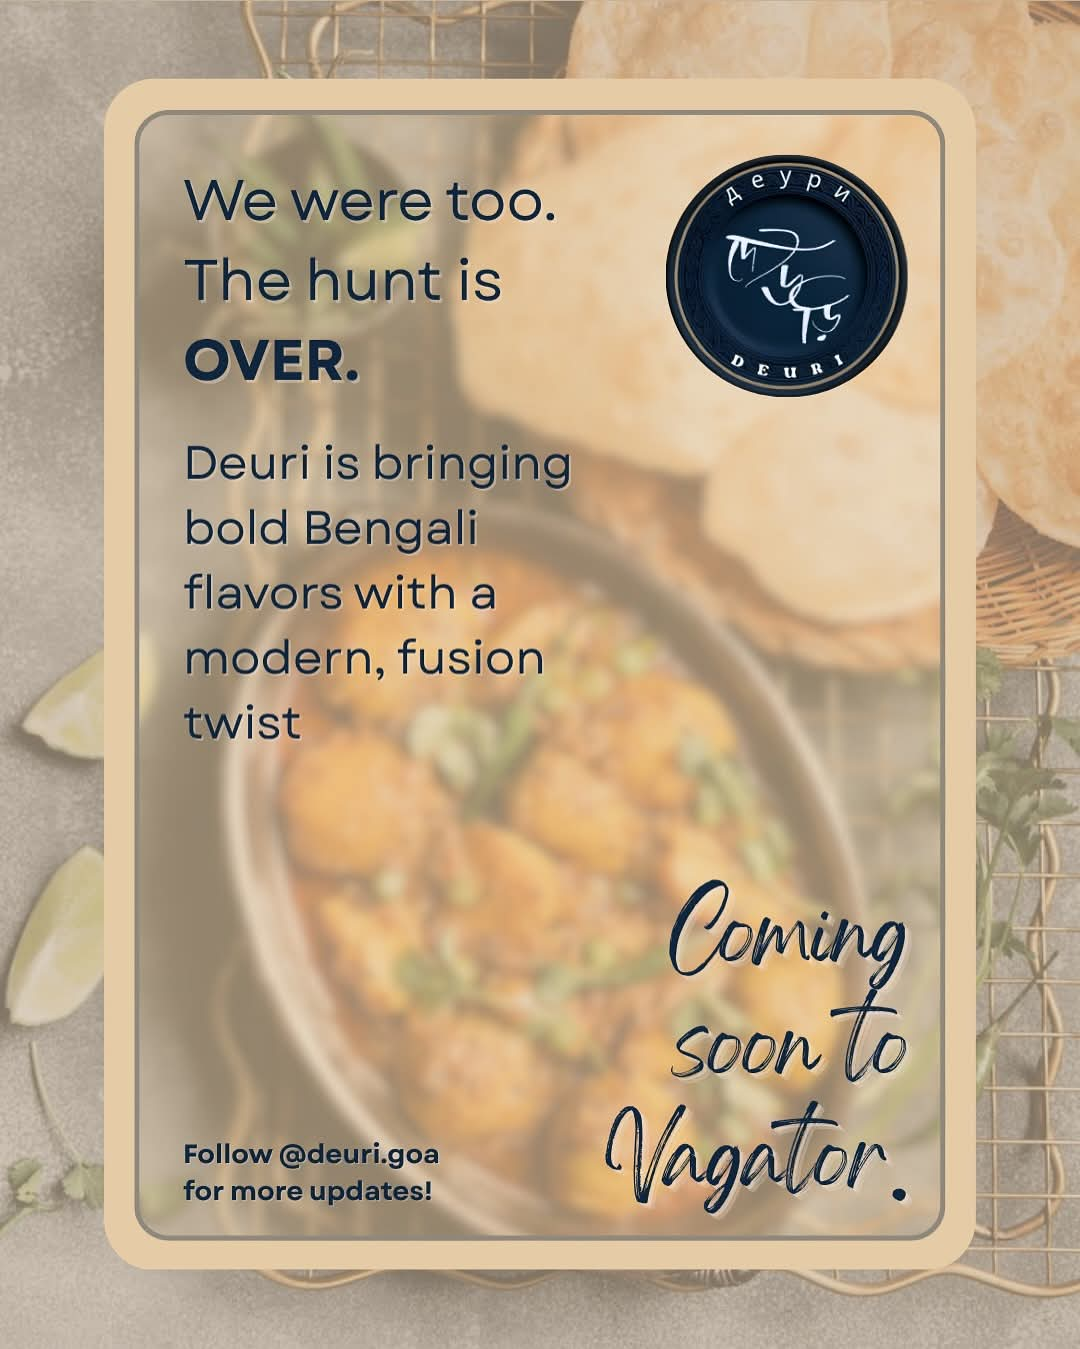 We were too.
The hunt is
OVER.
деури
DEURI
Deuri is bringing
bold Bengali
flavors with a
modern, fusion
twist
Coming
soon to
Vagator.
Follow @deuri.goa
for more updates!